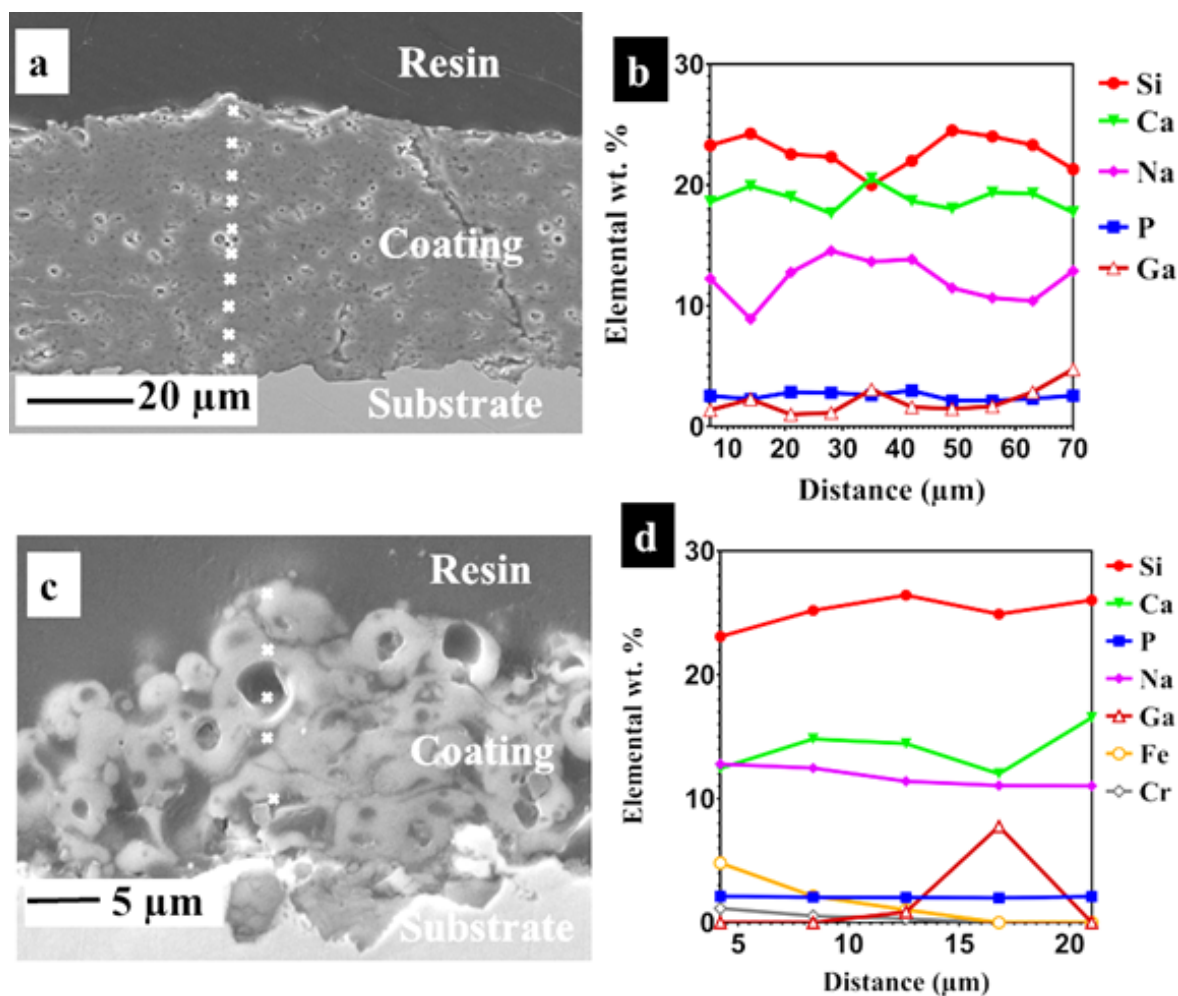 a
Resin
Coating
20 µm
Substrate
b
30
20
10
0
10 20 30 40 50 60 70
Elemental wt. %
Distance (µm)
Si
Ca
Na
P
Ga
c
Resin
Coating
5 µm
Substrate
d
30
20
10
0
5 10 15 20
Elemental wt. %
Distance (µm)
Si
Ca
P
Na
Ga
Fe
Cr